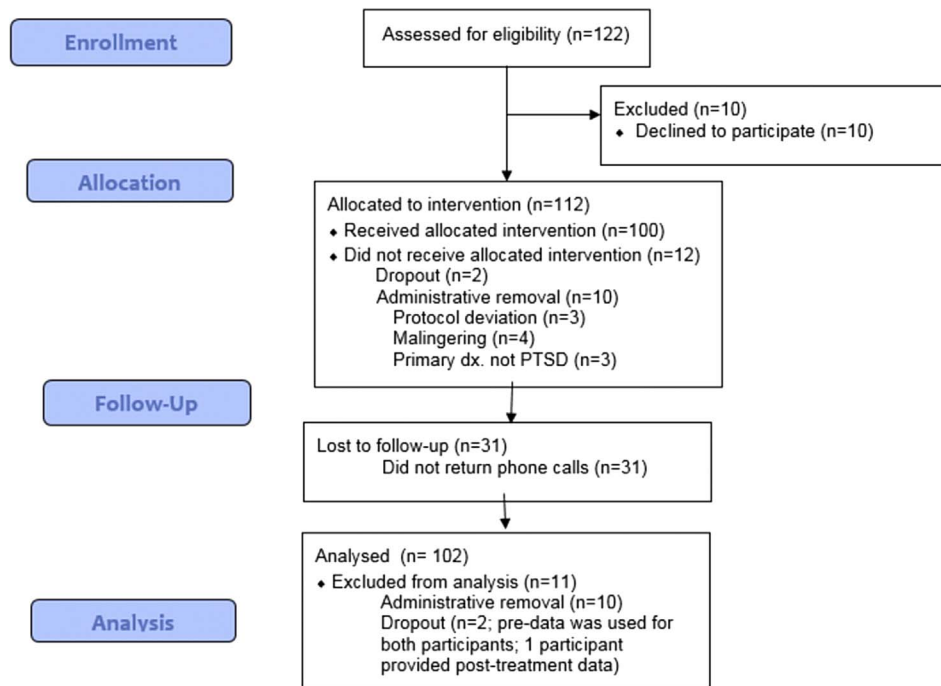 Enrollment
Assessed for eligibility (n=122)
Excluded (n=10)
⬥ Declined to participate (n=10)
Allocation
Allocated to intervention (n=112)
⬥ Received allocated intervention (n=100)
⬥ Did not receive allocated intervention (n=12)
Dropout (n=2)
Administrative removal (n=10)
Protocol deviation (n=3)
Malingering (n=4)
Primary dx. not PTSD (n=3)
Follow-Up
Lost to follow-up (n=31)
Did not return phone calls (n=31)
Analysis
Analysed (n= 102)
⬥ Excluded from analysis (n=11)
Administrative removal (n=10)
Dropout (n=2; pre-data was used for
both participants; 1 participant
provided post-treatment data)